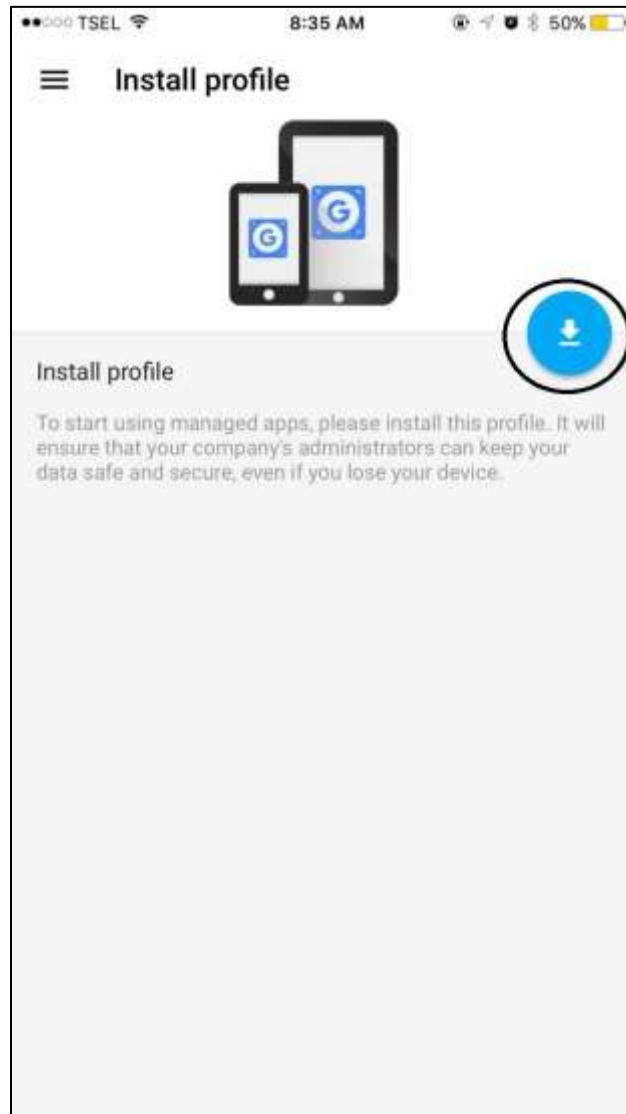 TSEL 8:35 AM 50%
Install profile
G G
Install profile
To start using managed apps, please install this profile. It will
ensure that your company's administrators can keep your
data safe and secure, even if you lose your device.